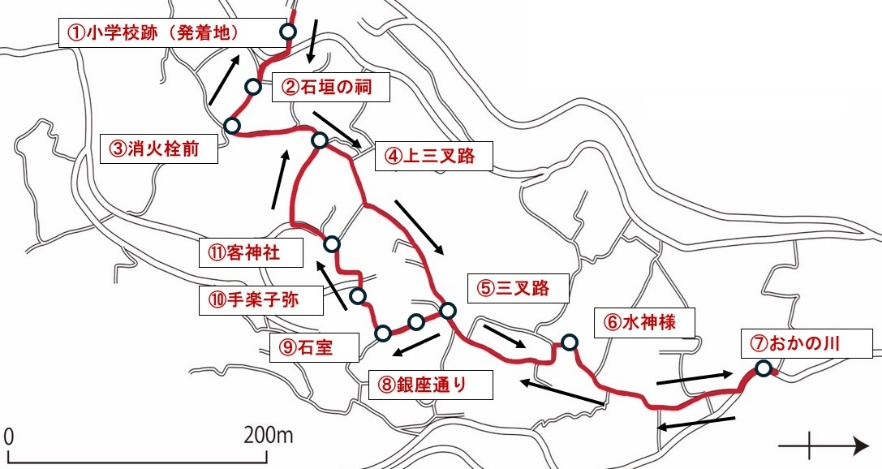 ①小学校跡（発着地）
②石垣の祠
③消火栓前
④上三叉路
⑪客神社
⑤三叉路
⑩手楽子弥
⑥水神様
⑦おかの川
⑨石室
⑧銀座通り
0
200m